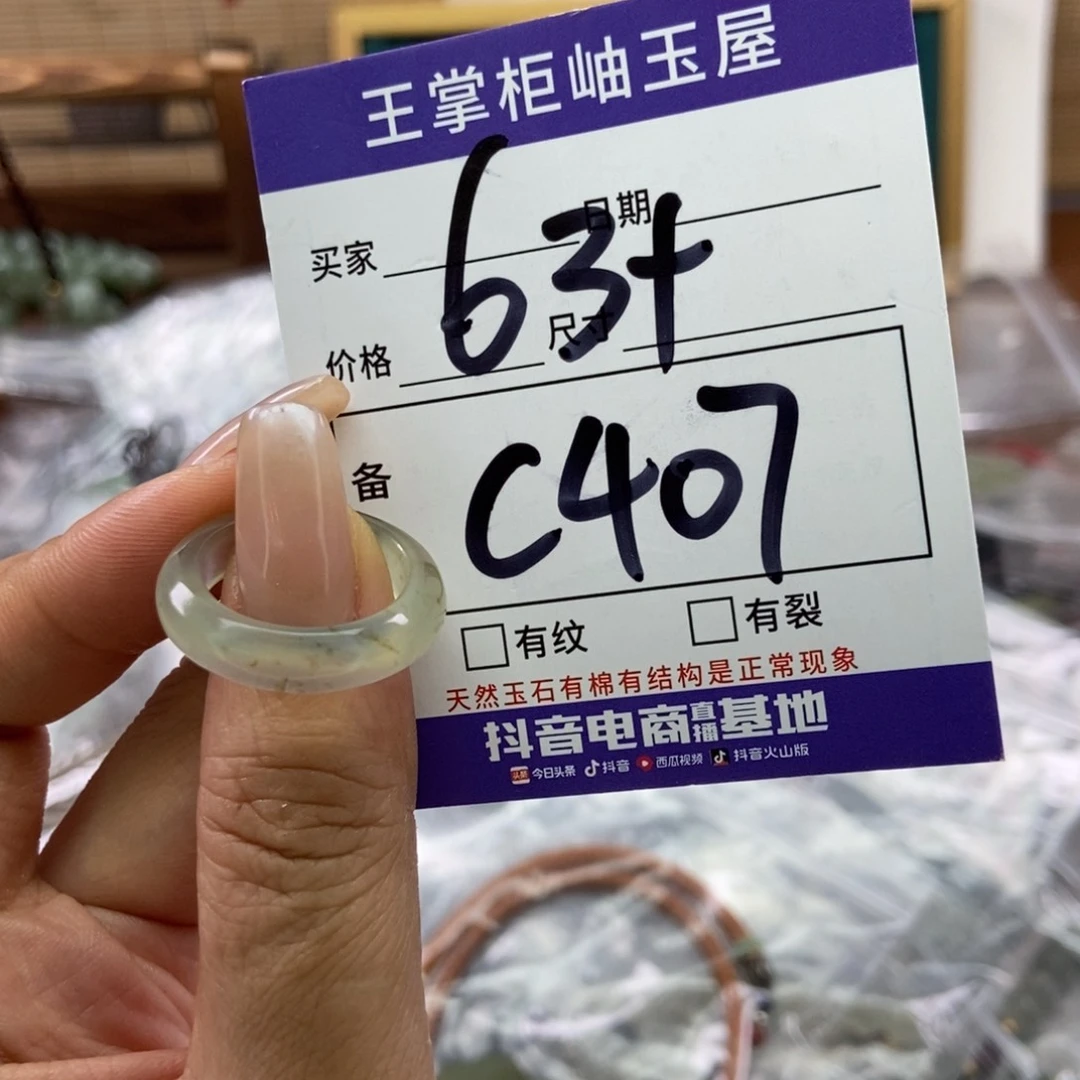 王掌柜岫玉屋
买家 日期
63+
价格 尺寸
备 C407
有纹 有裂
天然玉石有棉有结构是正常现象
抖音电商直播基地
今日头条 抖音 西瓜视频 抖音火山版